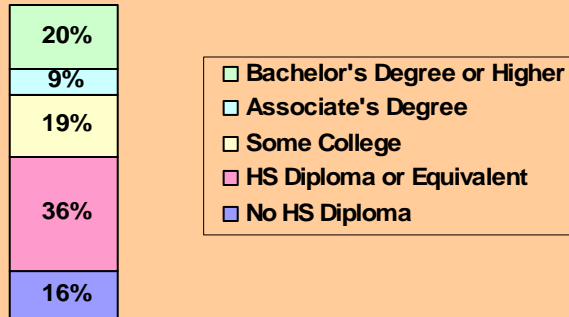 20%
9%
19%
36%
16%
Bachelor's Degree or Higher
Associate's Degree
Some College
HS Diploma or Equivalent
No HS Diploma